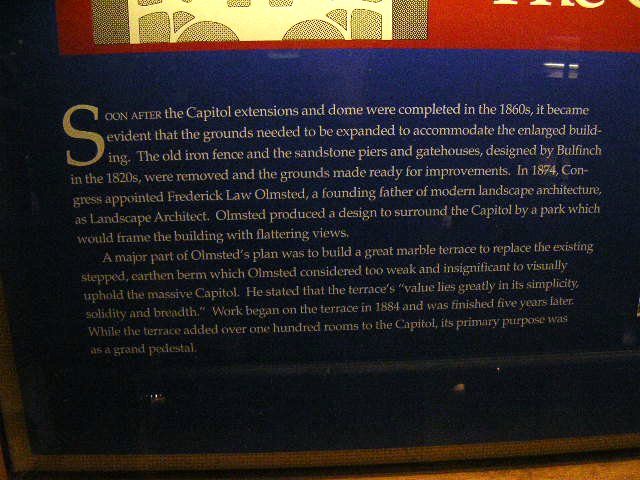 The
SOON AFTER the Capitol extensions and dome were completed in the 1860s, it became
evident that the grounds needed to be expanded to accommodate the enlarged build-
ing. The old iron fence and the sandstone piers and gatehouses, designed by Bulfinch
in the 1820s, were removed and the grounds made ready for improvements. In 1874, Con-
gress appointed Frederick Law Olmsted, a founding father of modern landscape architecture,
as Landscape Architect. Olmsted produced a design to surround the Capitol by a park which
would frame the building with flattering views.
A major part of Olmsted's plan was to build a great marble terrace to replace the existing
stepped, earthen berm which Olmsted considered too weak and insignificant to visually
uphold the massive Capitol. He stated that the terrace's "value lies greatly in its simplicity,
solidity and breadth." Work began on the terrace in 1884 and was finished five years later.
While the terrace added over one hundred rooms to the Capitol, its primary purpose was
as a grand pedestal.